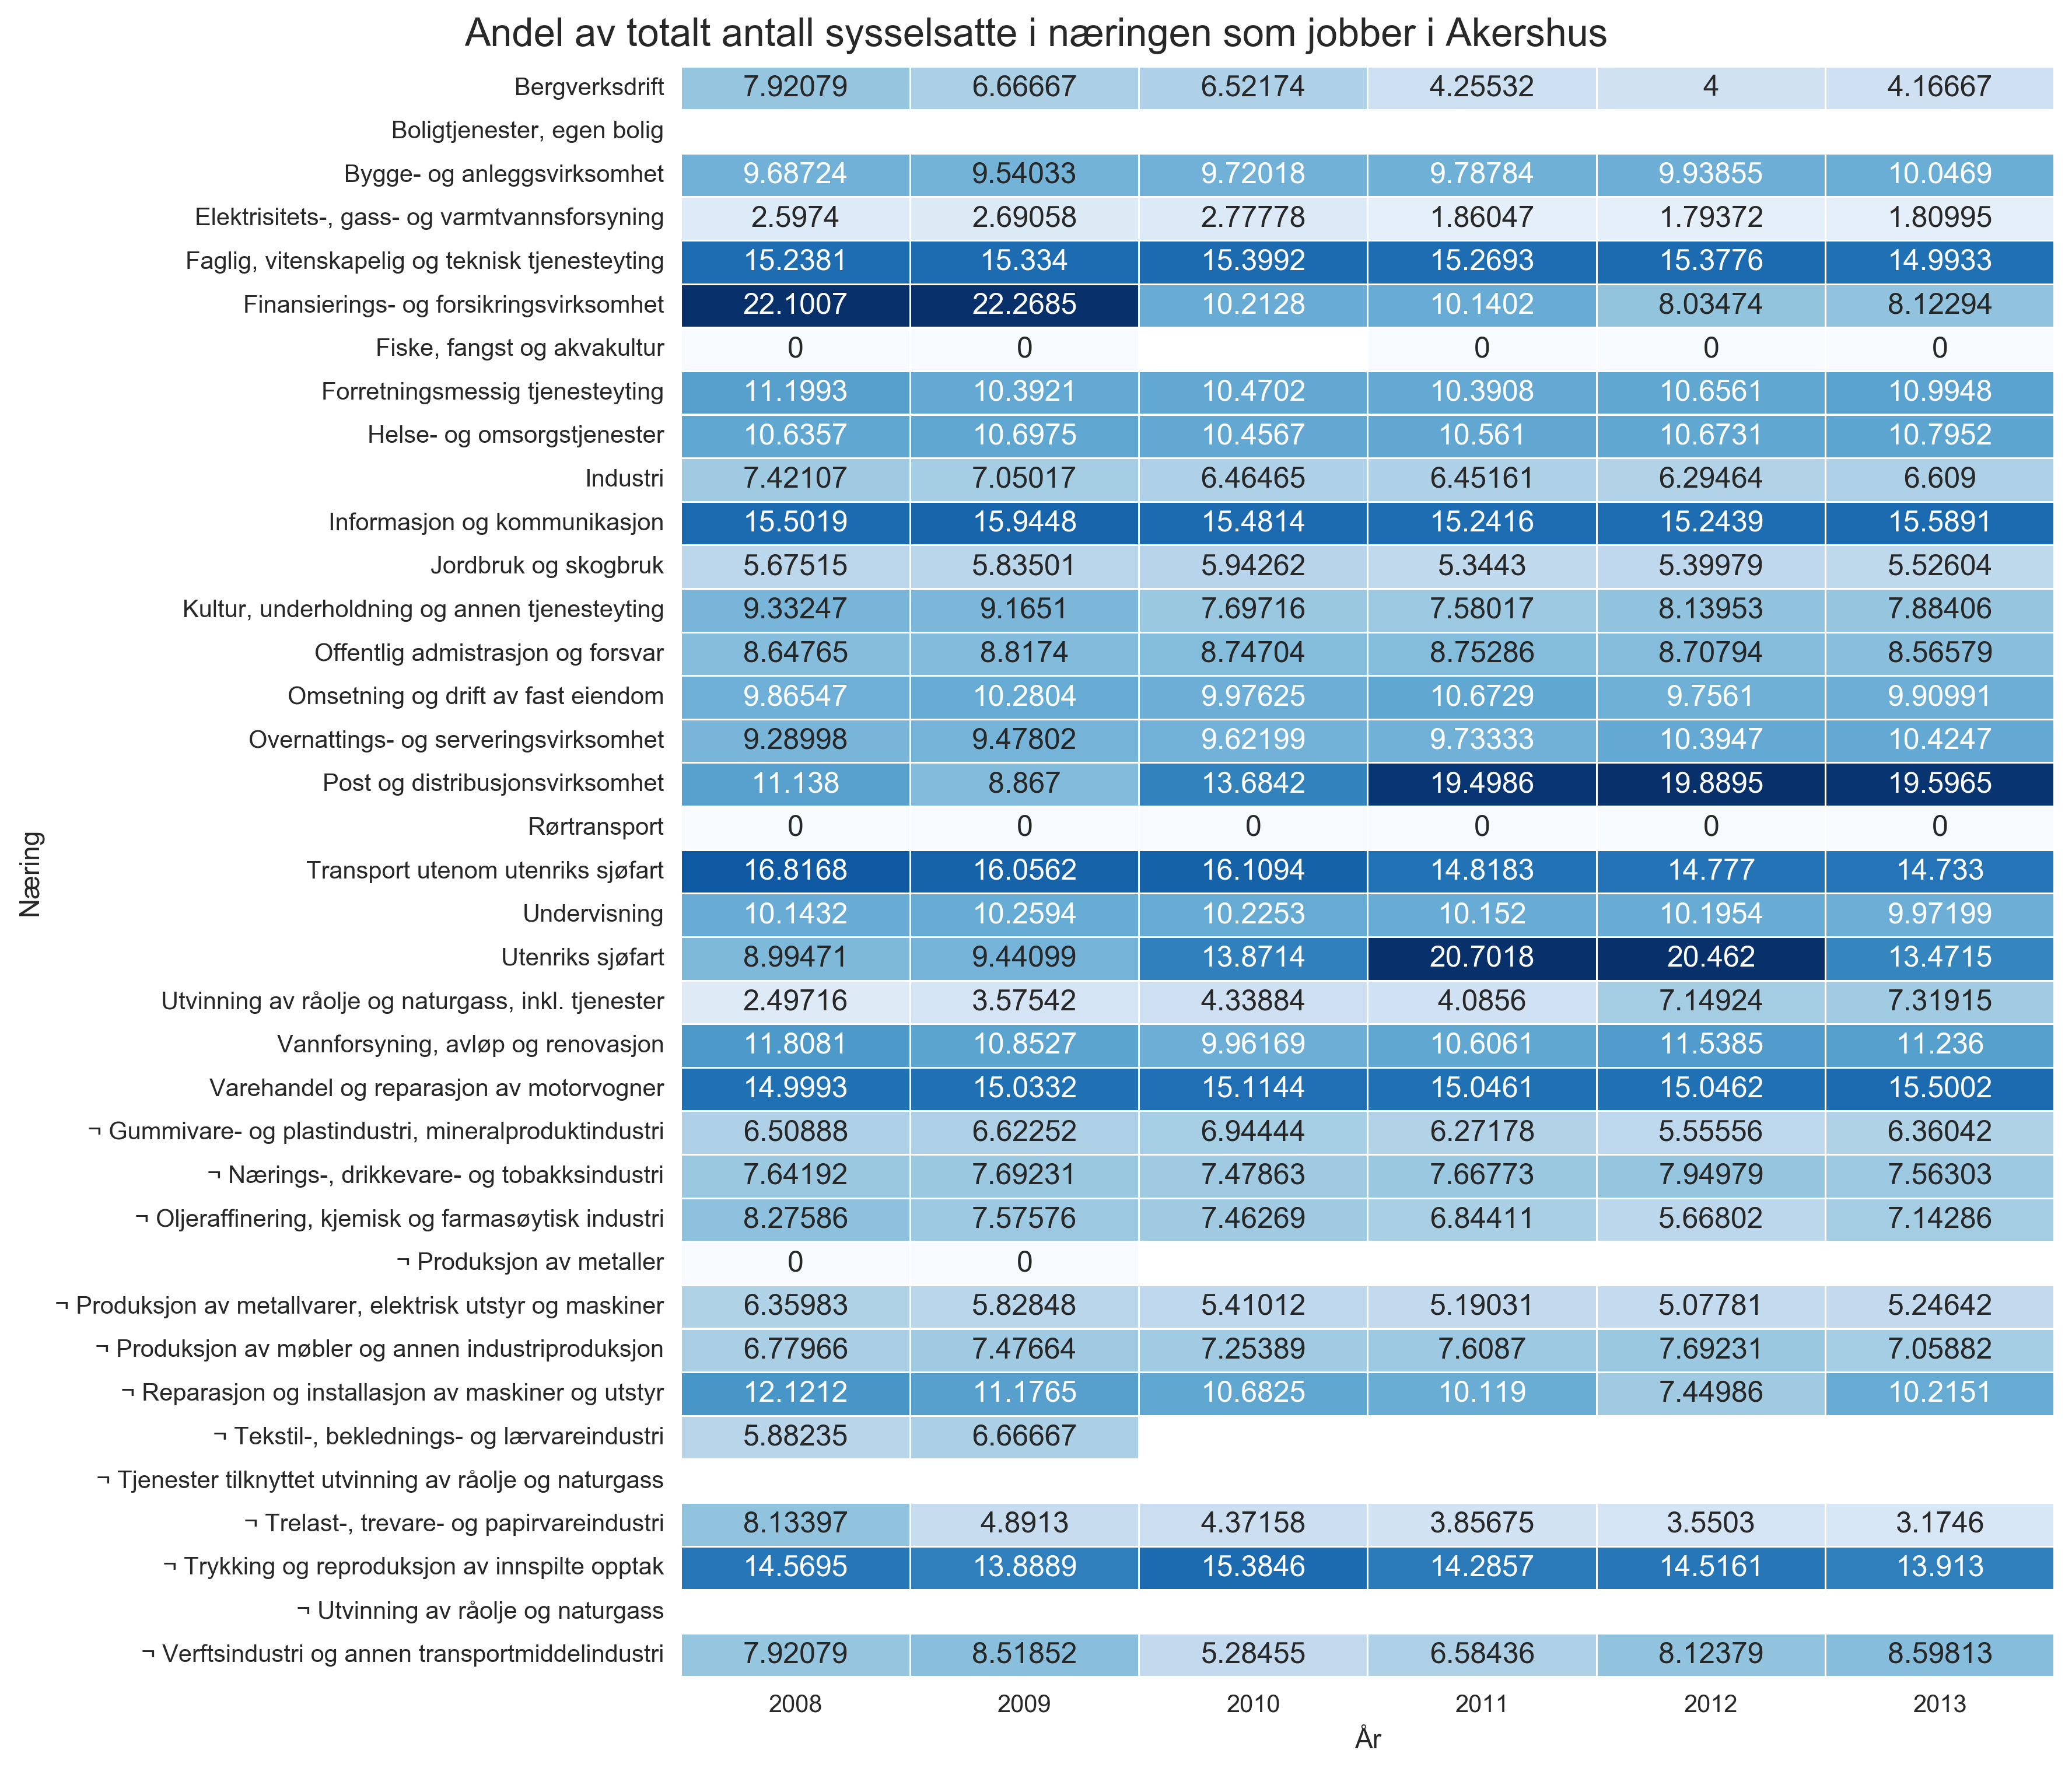 Andel av totalt antall sysselsatte i næringen som jobber i Akershus
Bergverksdrift 7.92079 6.66667 6.52174 4.25532 4 4.16667
Boligtjenester, egen bolig
Bygge- og anleggsvirksomhet 9.68724 9.54033 9.72018 9.78784 9.93855 10.0469
Elektrisitets-, gass- og varmtvannsforsyning 2.5974 2.69058 2.77778 1.86047 1.79372 1.80995
Faglig, vitenskapelig og teknisk tjenesteyting 15.2381 15.334 15.3992 15.2693 15.3776 14.9933
Finansierings- og forsikringsvirksomhet 22.1007 22.2685 10.2128 10.1402 8.03474 8.12294
Fiske, fangst og akvakultur 0 0 0 0 0
Forretningsmessig tjenesteyting 11.1993 10.3921 10.4702 10.3908 10.6561 10.9948
Helse- og omsorgstjenester 10.6357 10.6975 10.4567 10.561 10.6731 10.7952
Industri 7.42107 7.05017 6.46465 6.45161 6.29464 6.609
Informasjon og kommunikasjon 15.5019 15.9448 15.4814 15.2416 15.2439 15.5891
Jordbruk og skogbruk 5.67515 5.83501 5.94262 5.3443 5.39979 5.52604
Kultur, underholdning og annen tjenesteyting 9.33247 9.1651 7.69716 7.58017 8.13953 7.88406
Offentlig admistrasjon og forsvar 8.64765 8.8174 8.74704 8.75286 8.70794 8.56579
Omsetning og drift av fast eiendom 9.86547 10.2804 9.97625 10.6729 9.7561 9.90991
Overnattings- og serveringsvirksomhet 9.28998 9.47802 9.62199 9.73333 10.3947 10.4247
Post og distribusjonsvirksomhet 11.138 8.867 13.6842 19.4986 19.8895 19.5965
Rørtransport 0 0 0 0 0 0
Transport utenom utenriks sjøfart 16.8168 16.0562 16.1094 14.8183 14.777 14.733
Undervisning 10.1432 10.2594 10.2253 10.152 10.1954 9.97199
Utenriks sjøfart 8.99471 9.44099 13.8714 20.7018 20.462 13.4715
Utvinning av råolje og naturgass, inkl. tjenester 2.49716 3.57542 4.33884 4.0856 7.14924 7.31915
Vannforsyning, avløp og renovasjon 11.8081 10.8527 9.96169 10.6061 11.5385 11.236
Varehandel og reparasjon av motorvogner 14.9993 15.0332 15.1144 15.0461 15.0462 15.5002
¬ Gummivare- og plastindustri, mineralproduktindustri 6.50888 6.62252 6.94444 6.27178 5.55556 6.36042
¬ Nærings-, drikkevare- og tobakksindustri 7.64192 7.69231 7.47863 7.66773 7.94979 7.56303
¬ Oljeraffinering, kjemisk og farmasøytisk industri 8.27586 7.57576 7.46269 6.84411 5.66802 7.14286
¬ Produksjon av metaller 0 0
¬ Produksjon av metallvarer, elektrisk utstyr og maskiner 6.35983 5.82848 5.41012 5.19031 5.07781 5.24642
¬ Produksjon av møbler og annen industriproduksjon 6.77966 7.47664 7.25389 7.6087 7.69231 7.05882
¬ Reparasjon og installasjon av maskiner og utstyr 12.1212 11.1765 10.6825 10.119 7.44986 10.2151
¬ Tekstil-, beklednings- og lærvareindustri 5.88235 6.66667
¬ Tjenester tilknyttet utvinning av råolje og naturgass
¬ Trelast-, trevare- og papirvareindustri 8.13397 4.8913 4.37158 3.85675 3.5503 3.1746
¬ Trykking og reproduksjon av innspilte opptak 14.5695 13.8889 15.3846 14.2857 14.5161 13.913
¬ Utvinning av råolje og naturgass
¬ Verftsindustri og annen transportmiddelindustri 7.92079 8.51852 5.28455 6.58436 8.12379 8.59813
2008 2009 2010 2011 2012 2013
År
Næring